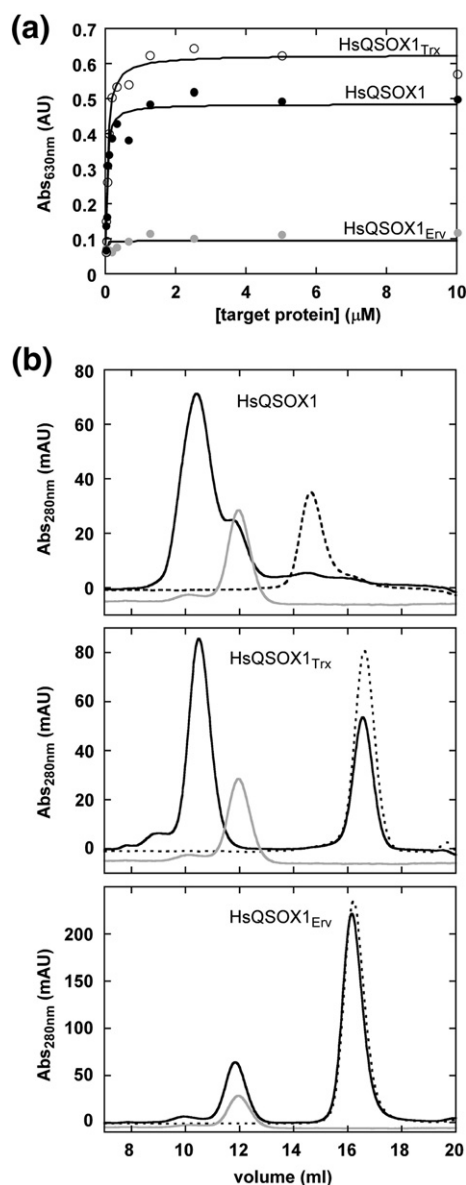 (a)
HsQSOX1Trx
HsQSOX1
HsQSOX1Erv
Abs630nm (AU)
0.7
0.6
0.5
0.4
0.3
0.2
0.1
0
0 2 4 6 8 10
[target protein] (μM)
(b)
HsQSOX1
Abs280nm (mAU)
80
60
40
20
0
HsQSOX1Trx
Abs280nm (mAU)
80
60
40
20
0
HsQSOX1Erv
Abs280nm (mAU)
200
150
100
50
0
8 10 12 14 16 18 20
volume (ml)